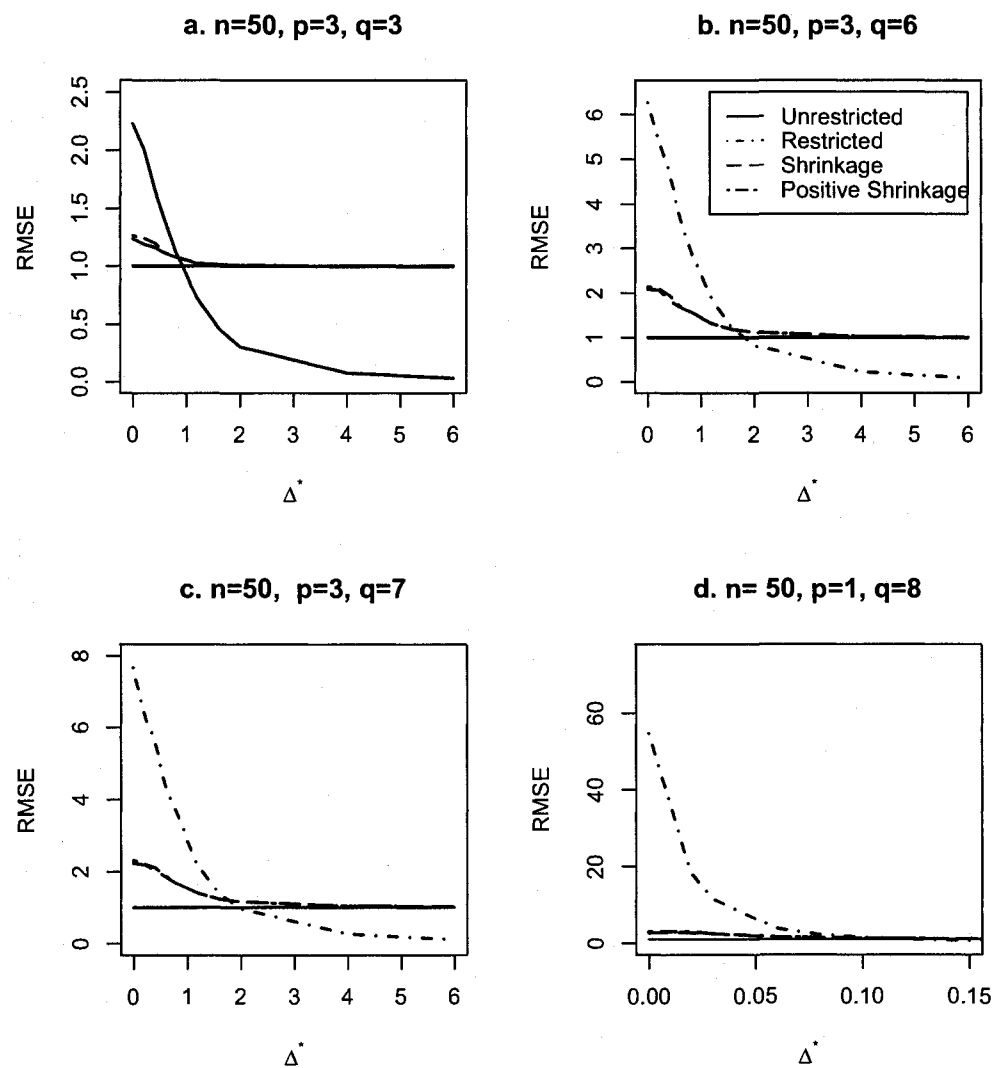 a. n=50, p=3, q=3
RMSE
2.5
2.0
1.5
1.0
0.5
0.0
0 1 2 3 4 5 6
Δ*
b. n=50, p=3, q=6
RMSE
6
5
4
3
2
1
0
Unrestricted
Restricted
Shrinkage
Positive Shrinkage
0 1 2 3 4 5 6
Δ*
c. n=50, p=3, q=7
RMSE
8
6
4
2
0
0 1 2 3 4 5 6
Δ*
d. n= 50, p=1, q=8
RMSE
60
40
20
0
0.00 0.05 0.10 0.15
Δ*